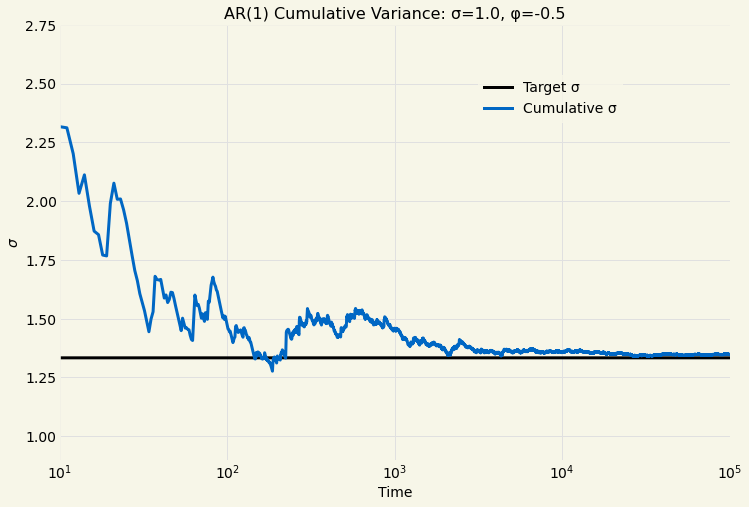 AR(1) Cumulative Variance: σ=1.0, φ=-0.5
2.75
2.50
2.25
2.00
1.75
1.50
1.25
1.00
σ
Target σ
Cumulative σ
10¹ 10² 10³ 10⁴ 10⁵
Time